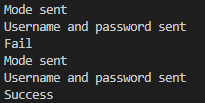 Mode sent
Username and password sent
Fail
Mode sent
Username and password sent
Success